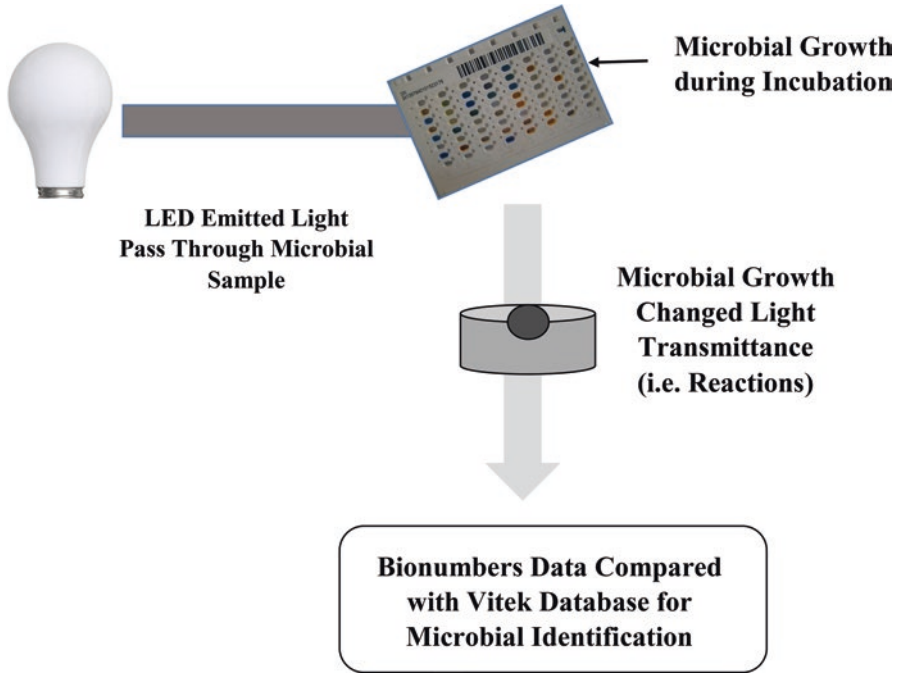 Microbial Growth
during Incubation
LED Emitted Light
Pass Through Microbial
Sample
Microbial Growth
Changed Light
Transmittance
(i.e. Reactions)
Bionumbers Data Compared
with Vitek Database for
Microbial Identification